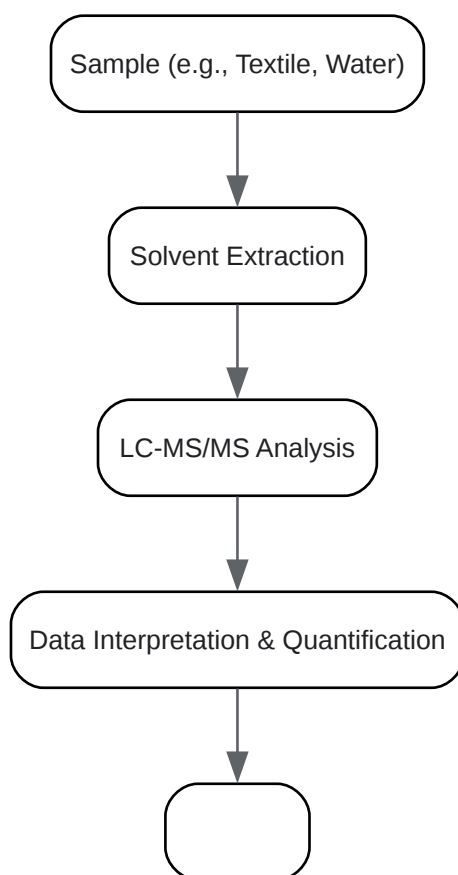 Sample (e.g., Textile, Water)
Solvent Extraction
LC-MS/MS Analysis
Data Interpretation & Quantification